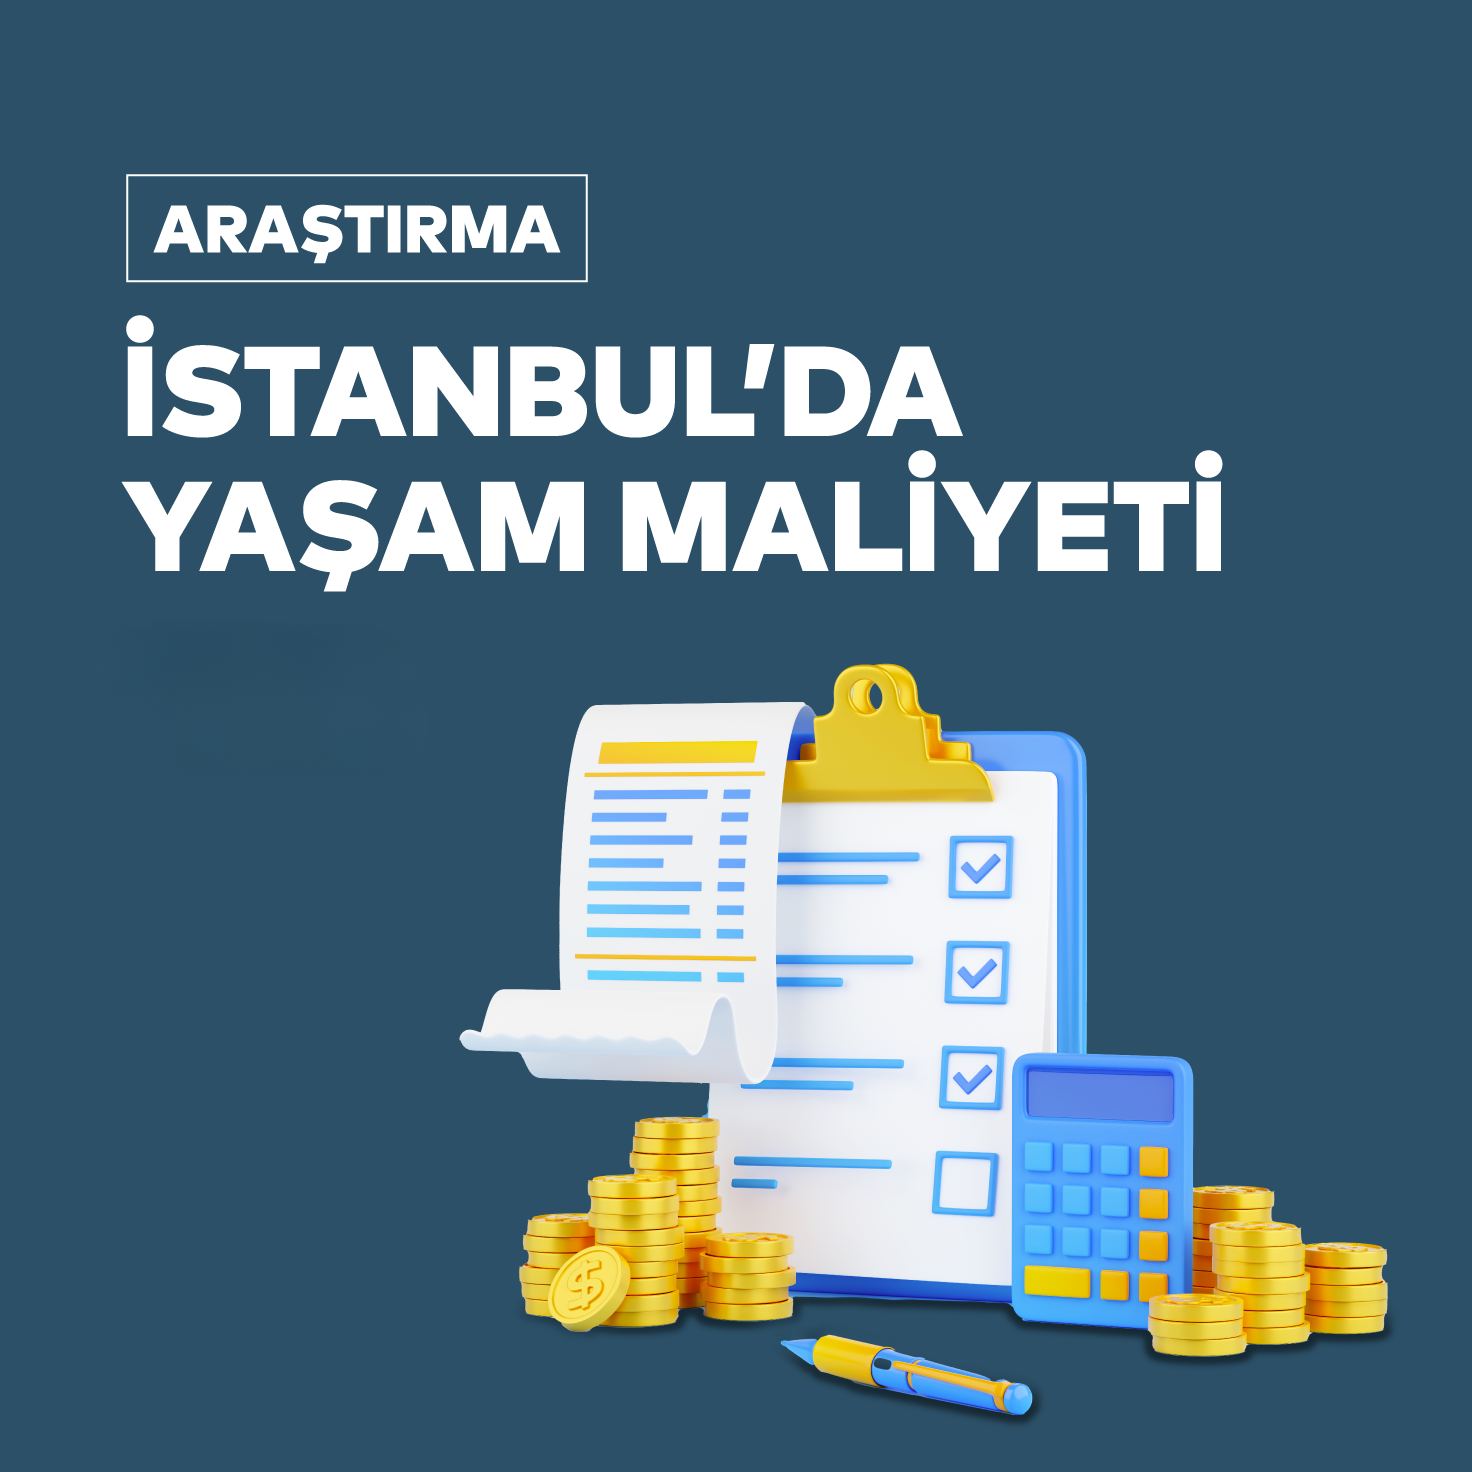 ARAŞTIRMA
İSTANBUL'DA
YAŞAM MALİYETİ
$